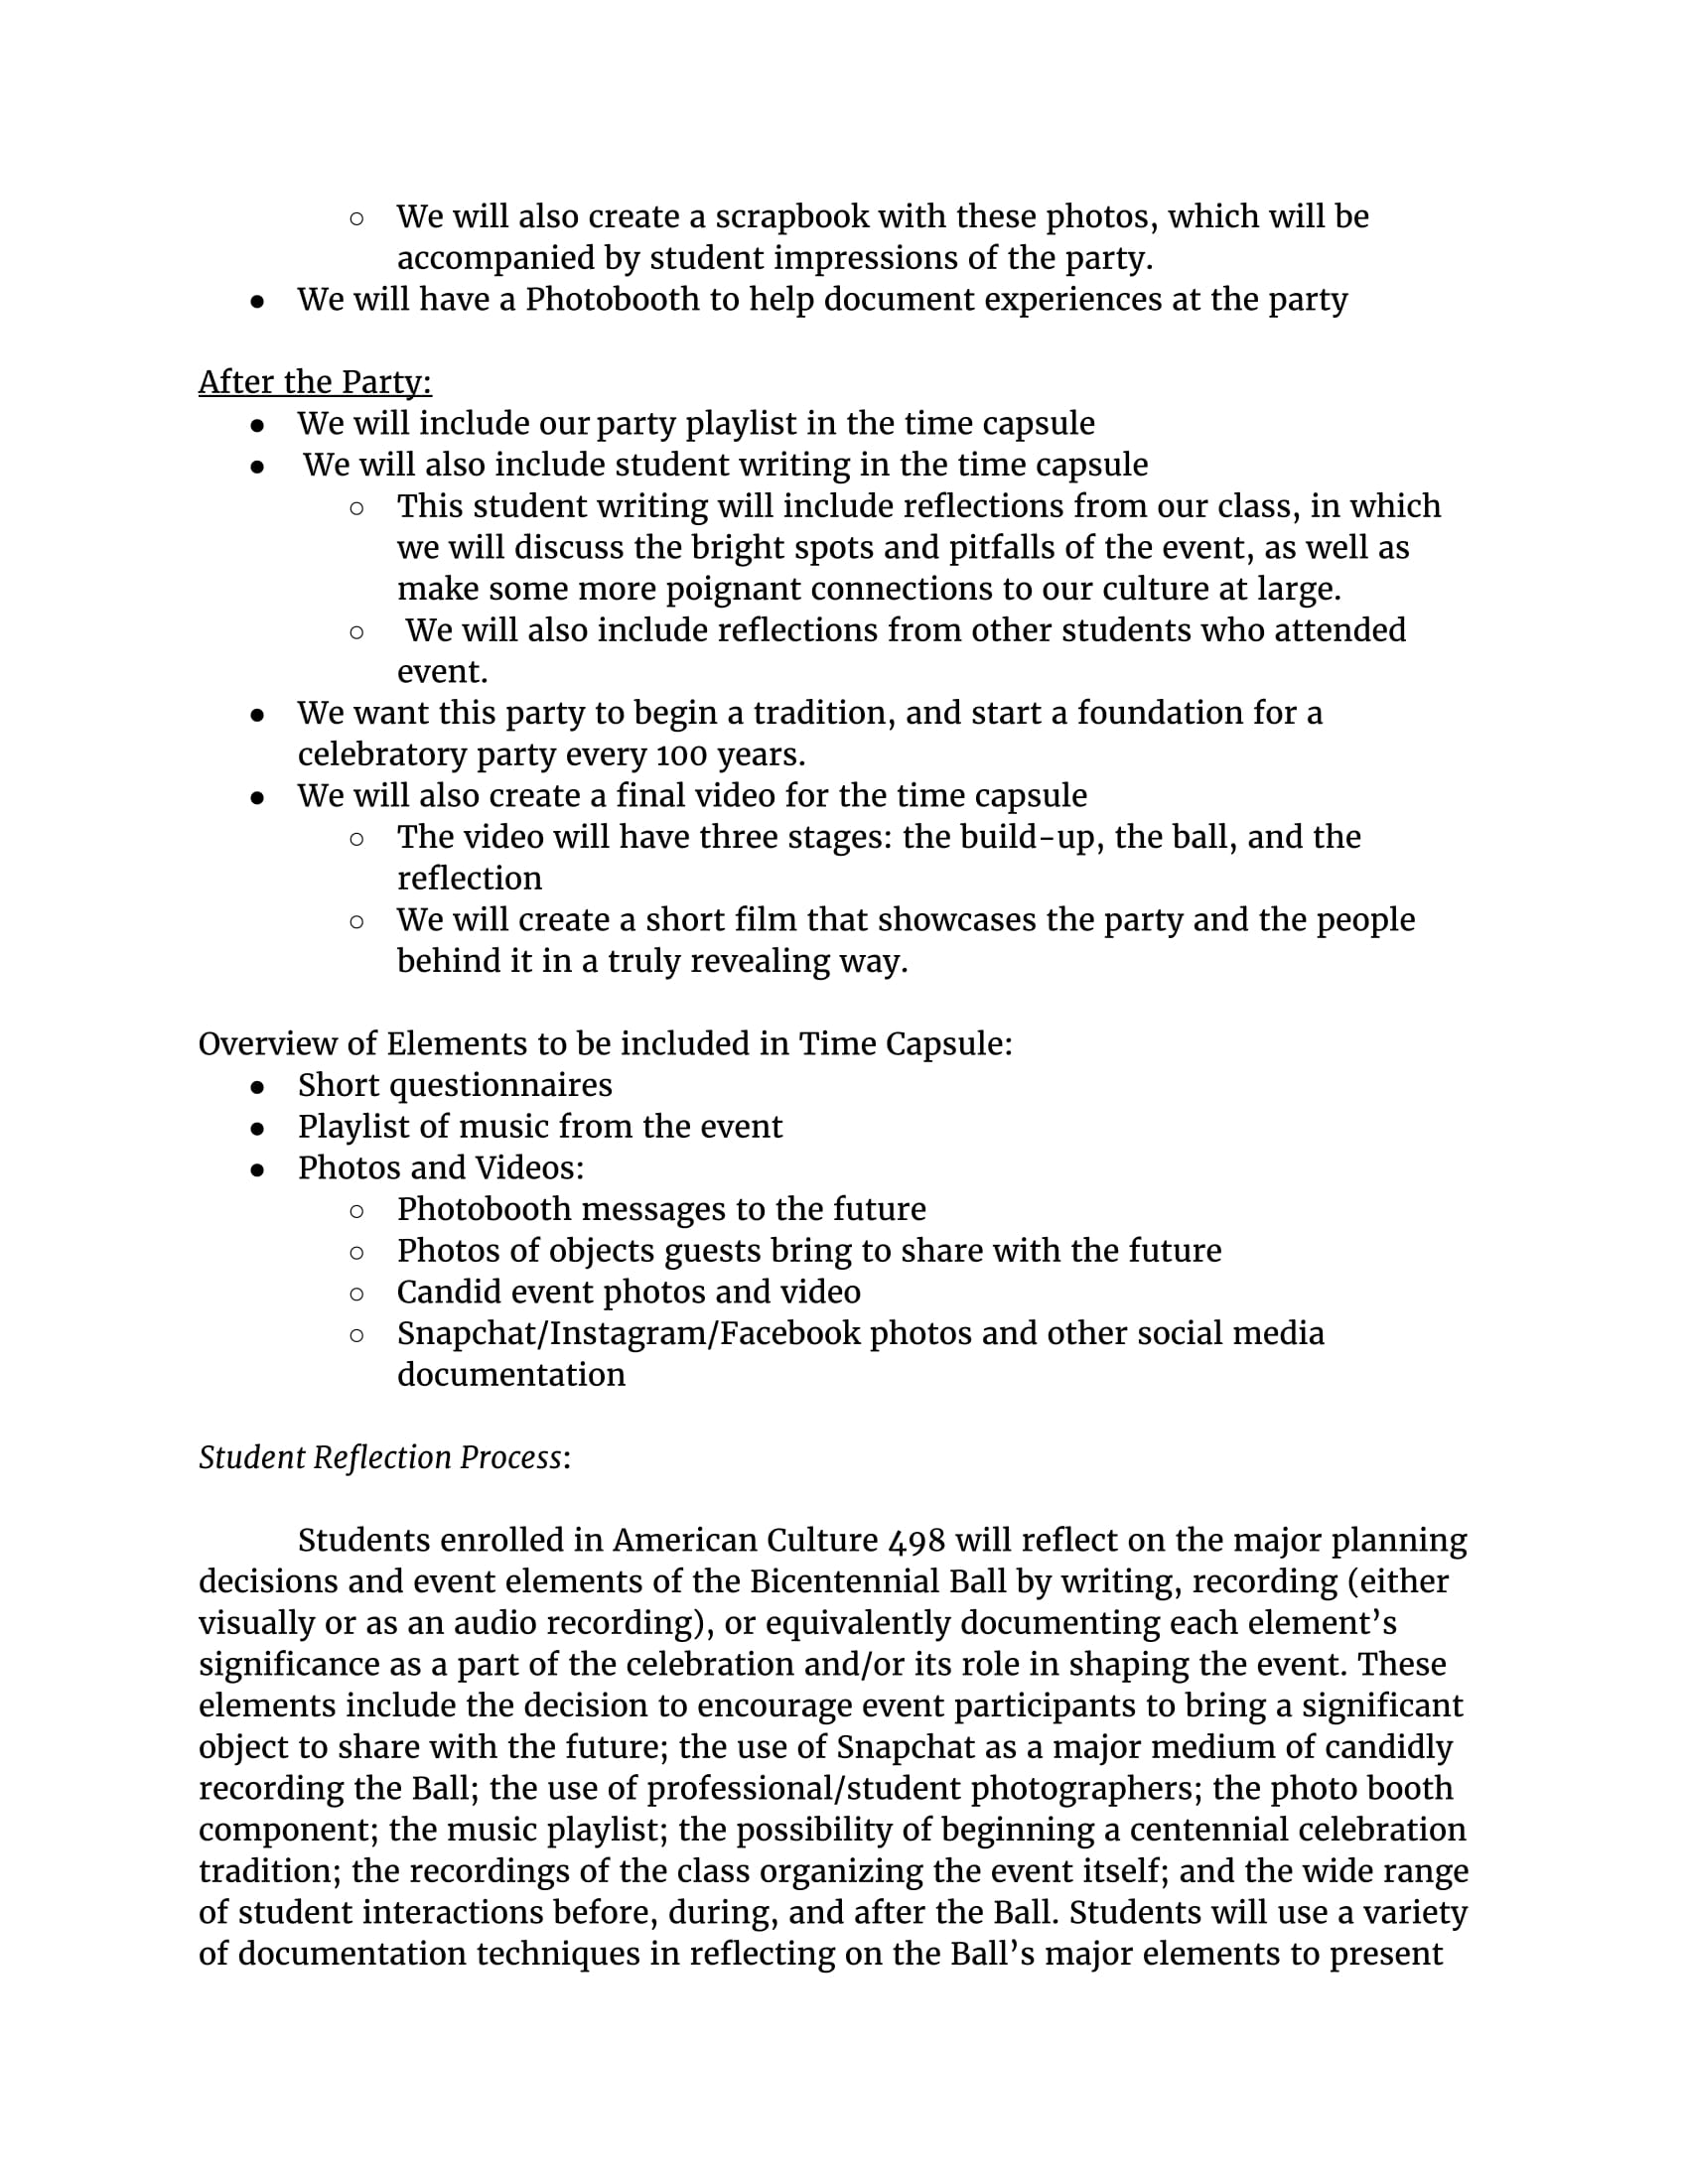 ○ We will also create a scrapbook with these photos, which will be
accompanied by student impressions of the party.
● We will have a Photobooth to help document experiences at the party
After the Party:
● We will include our party playlist in the time capsule
● We will also include student writing in the time capsule
○ This student writing will include reflections from our class, in which
we will discuss the bright spots and pitfalls of the event, as well as
make some more poignant connections to our culture at large.
○ We will also include reflections from other students who attended
event.
● We want this party to begin a tradition, and start a foundation for a
celebratory party every 100 years.
● We will also create a final video for the time capsule
○ The video will have three stages: the build-up, the ball, and the
reflection
○ We will create a short film that showcases the party and the people
behind it in a truly revealing way.
Overview of Elements to be included in Time Capsule:
● Short questionnaires
● Playlist of music from the event
● Photos and Videos:
○ Photobooth messages to the future
○ Photos of objects guests bring to share with the future
○ Candid event photos and video
○ Snapchat/Instagram/Facebook photos and other social media
documentation
Student Reflection Process:
Students enrolled in American Culture 498 will reflect on the major planning
decisions and event elements of the Bicentennial Ball by writing, recording (either
visually or as an audio recording), or equivalently documenting each element’s
significance as a part of the celebration and/or its role in shaping the event. These
elements include the decision to encourage event participants to bring a significant
object to share with the future; the use of Snapchat as a major medium of candidly
recording the Ball; the use of professional/student photographers; the photo booth
component; the music playlist; the possibility of beginning a centennial celebration
tradition; the recordings of the class organizing the event itself; and the wide range
of student interactions before, during, and after the Ball. Students will use a variety
of documentation techniques in reflecting on the Ball’s major elements to present